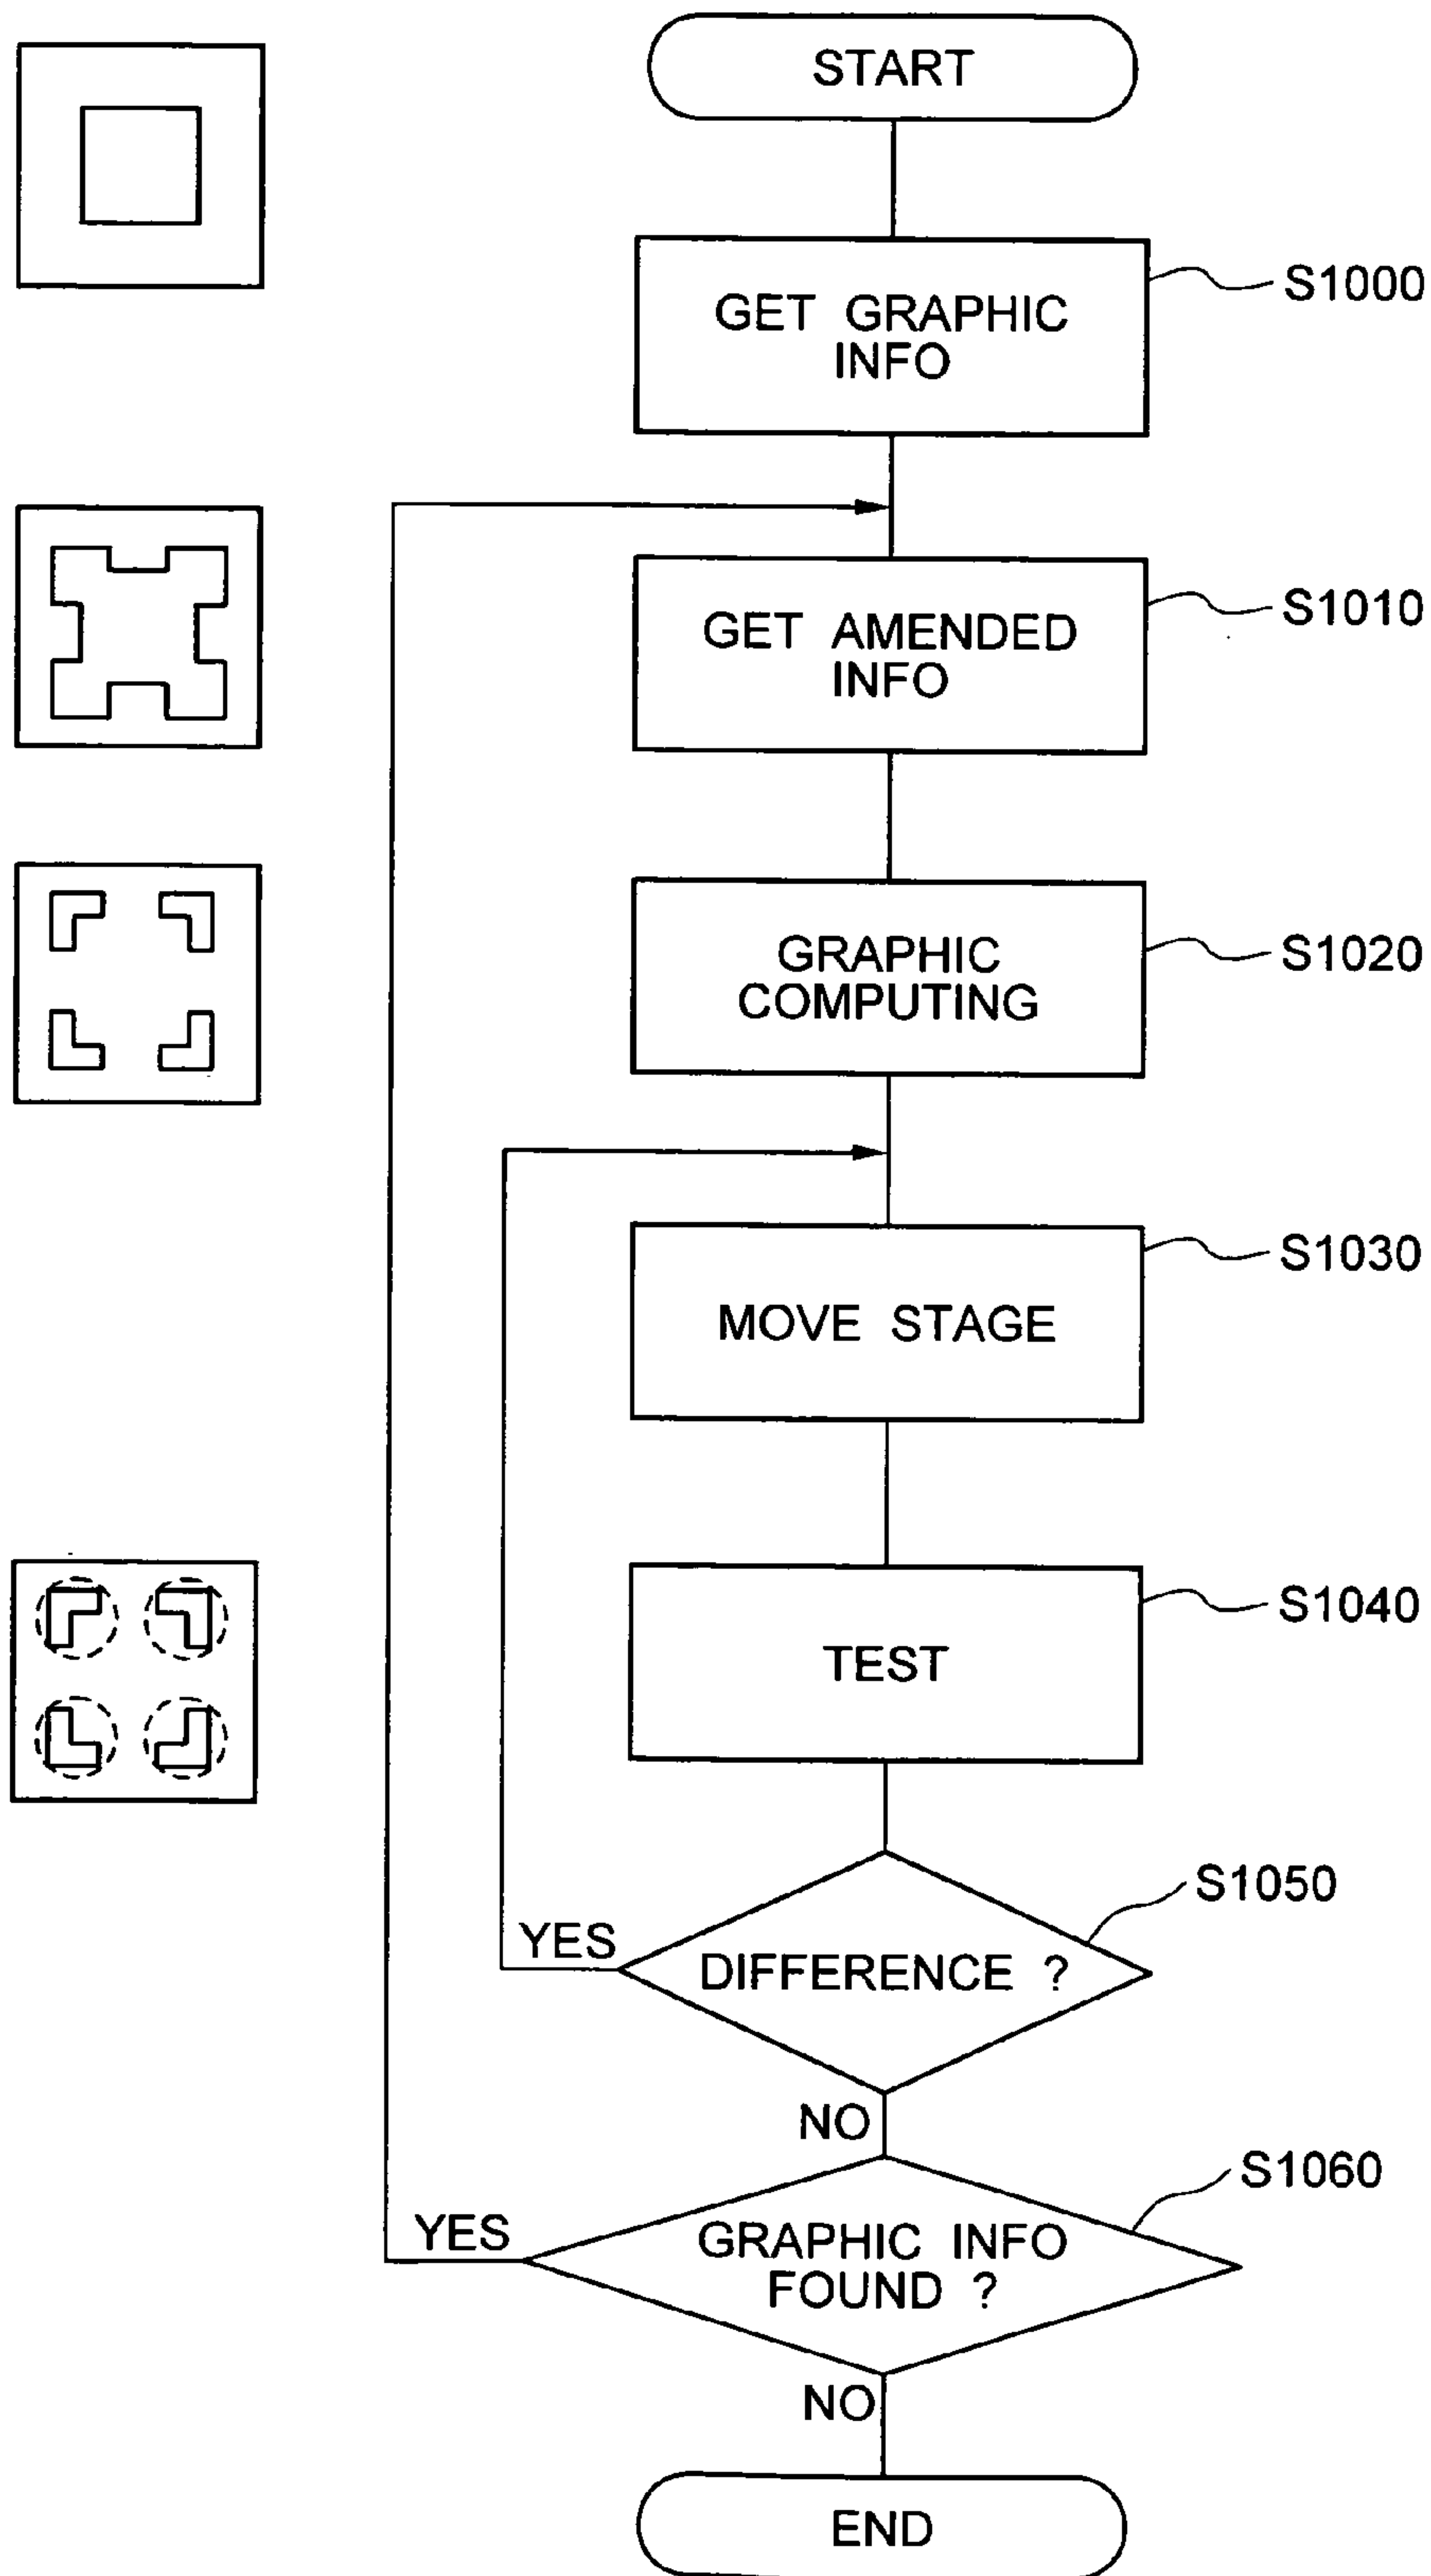 START
GET GRAPHIC
INFO
S1000
GET AMENDED
INFO
S1010
GRAPHIC
COMPUTING
S1020
MOVE STAGE
S1030
TEST
S1040
DIFFERENCE ?
S1050
YES
NO
GRAPHIC INFO
FOUND ?
S1060
YES
NO
END